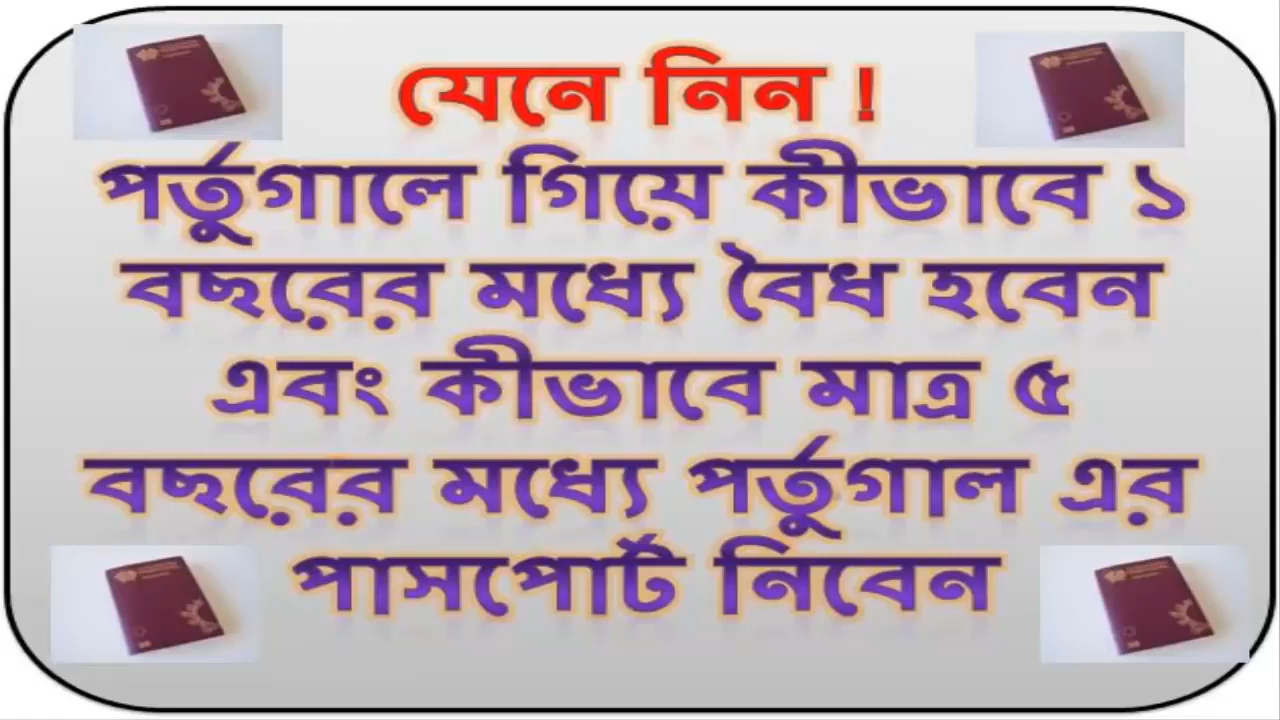 যেনে নিন !
পর্তুগালে গিয়ে কীভাবে ১
বছরের মধ্যে বৈধ হবেন
এবং কীভাবে মাত্র ৫
বছরের মধ্যে পর্তুগাল এর
পাসপোর্ট নিবেন